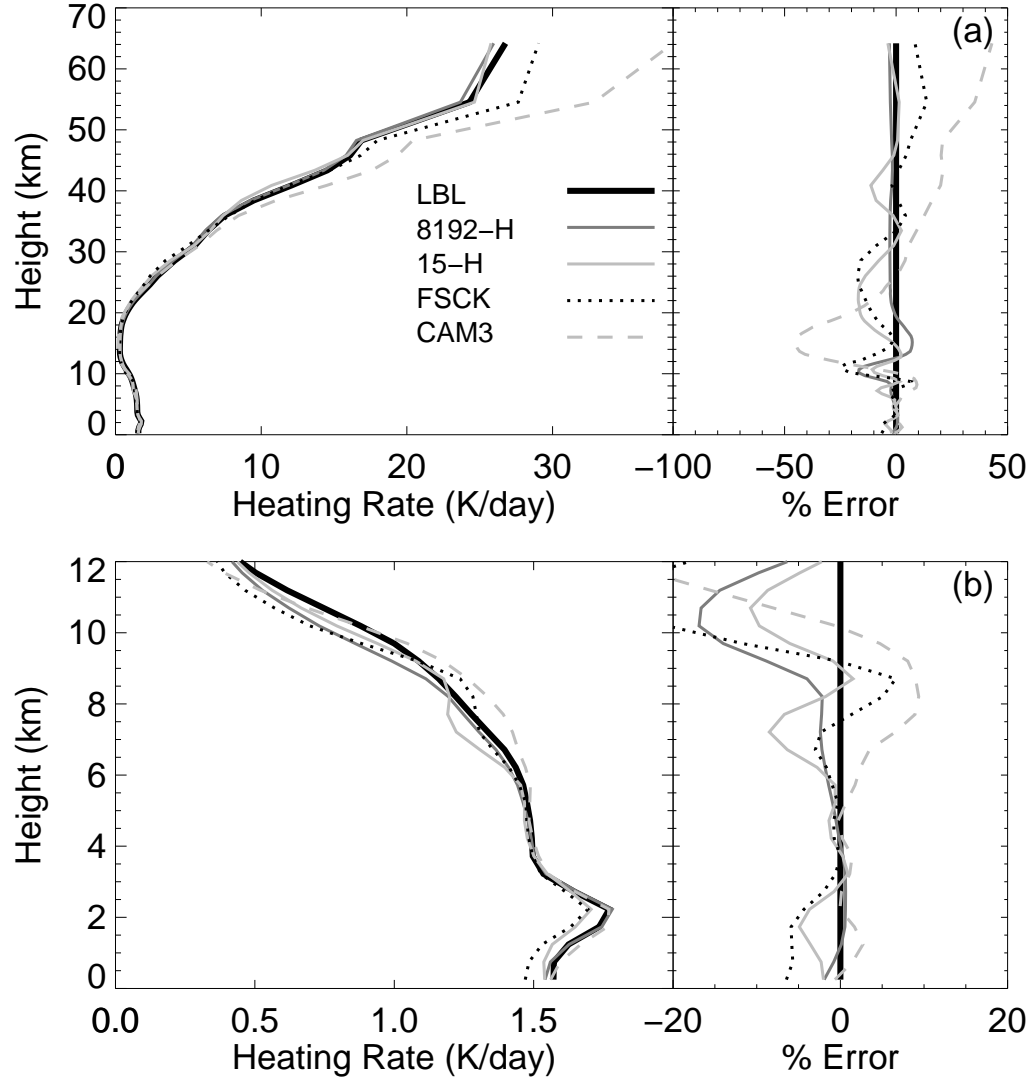 70
60
50
40
30
20
10
0
Height (km)
LBL
8192−H
15−H
FSCK
CAM3
0 10 20 30
Heating Rate (K/day)
(a)
−100 −50 0 50
% Error
12
10
8
6
4
2
0
Height (km)
0.0 0.5 1.0 1.5
Heating Rate (K/day)
(b)
−20 0 20
% Error